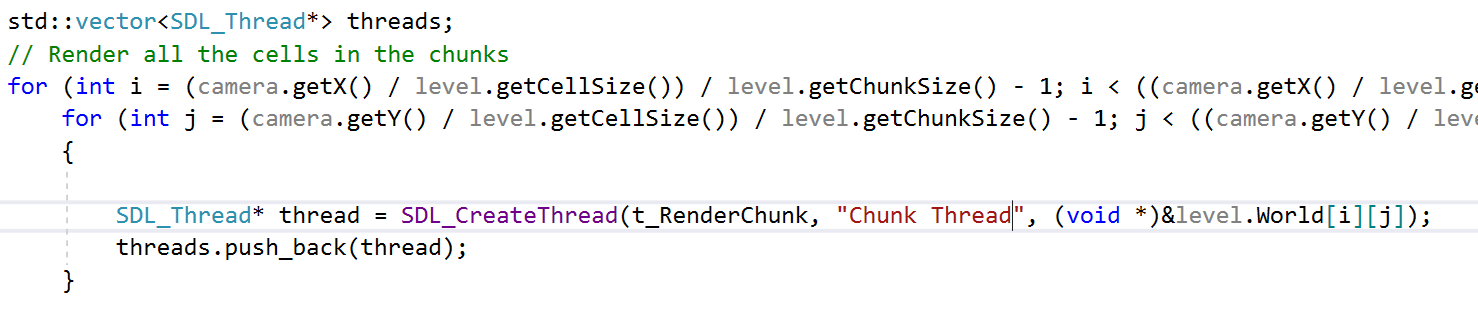 std::vector<SDL_Thread*> threads;
// Render all the cells in the chunks
for (int i = (camera.getX() / level.getCellSize()) / level.getChunkSize() - 1; i < ((camera.getX() / level.ge
for (int j = (camera.getY() / level.getCellSize()) / level.getChunkSize() - 1; j < ((camera.getY() / leve
{
SDL_Thread* thread = SDL_CreateThread(t_RenderChunk, "Chunk Thread", (void *)&level.World[i][j]);
threads.push_back(thread);
}